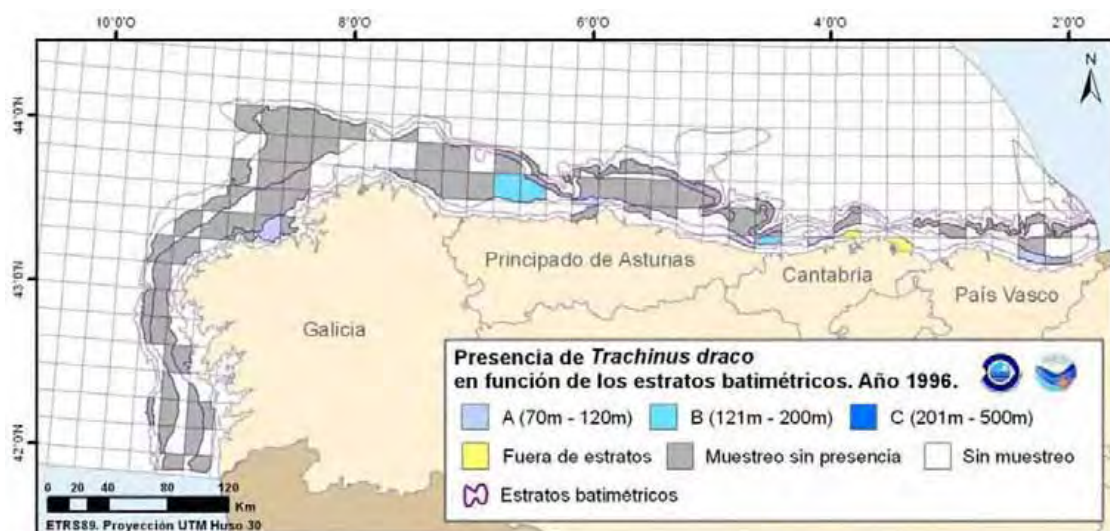 10°0'O 8°0'O 6°0'O 4°0'O 2°0'O
N
44°0'N
43°0'N
42°0'N
Principado de Asturias
Cantabria
País Vasco
Galicia
Presencia de Trachinus draco
en función de los estratos batimétricos. Año 1996.
A (70m - 120m) B (121m - 200m) C (201m - 500m)
Fuera de estratos Muestreo sin presencia Sin muestreo
Estratos batimétricos
0 20 40 80 120
Km
ETRS89. Proyección UTM Huso 30